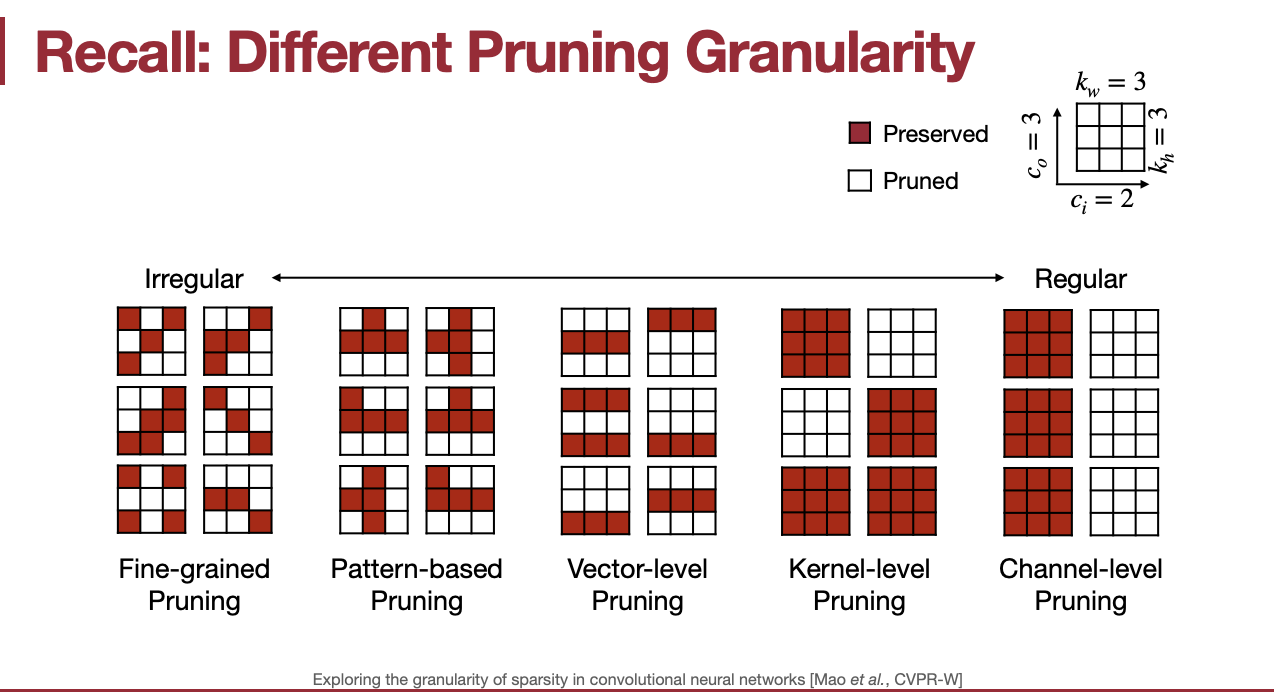 Recall: Different Pruning Granularity
Preserved
Pruned
k_w = 3
c_o = 3
k_h = 3
c_i = 2
Irregular
Regular
Fine-grained
Pruning
Pattern-based
Pruning
Vector-level
Pruning
Kernel-level
Pruning
Channel-level
Pruning
Exploring the granularity of sparsity in convolutional neural networks [Mao et al., CVPR-W]